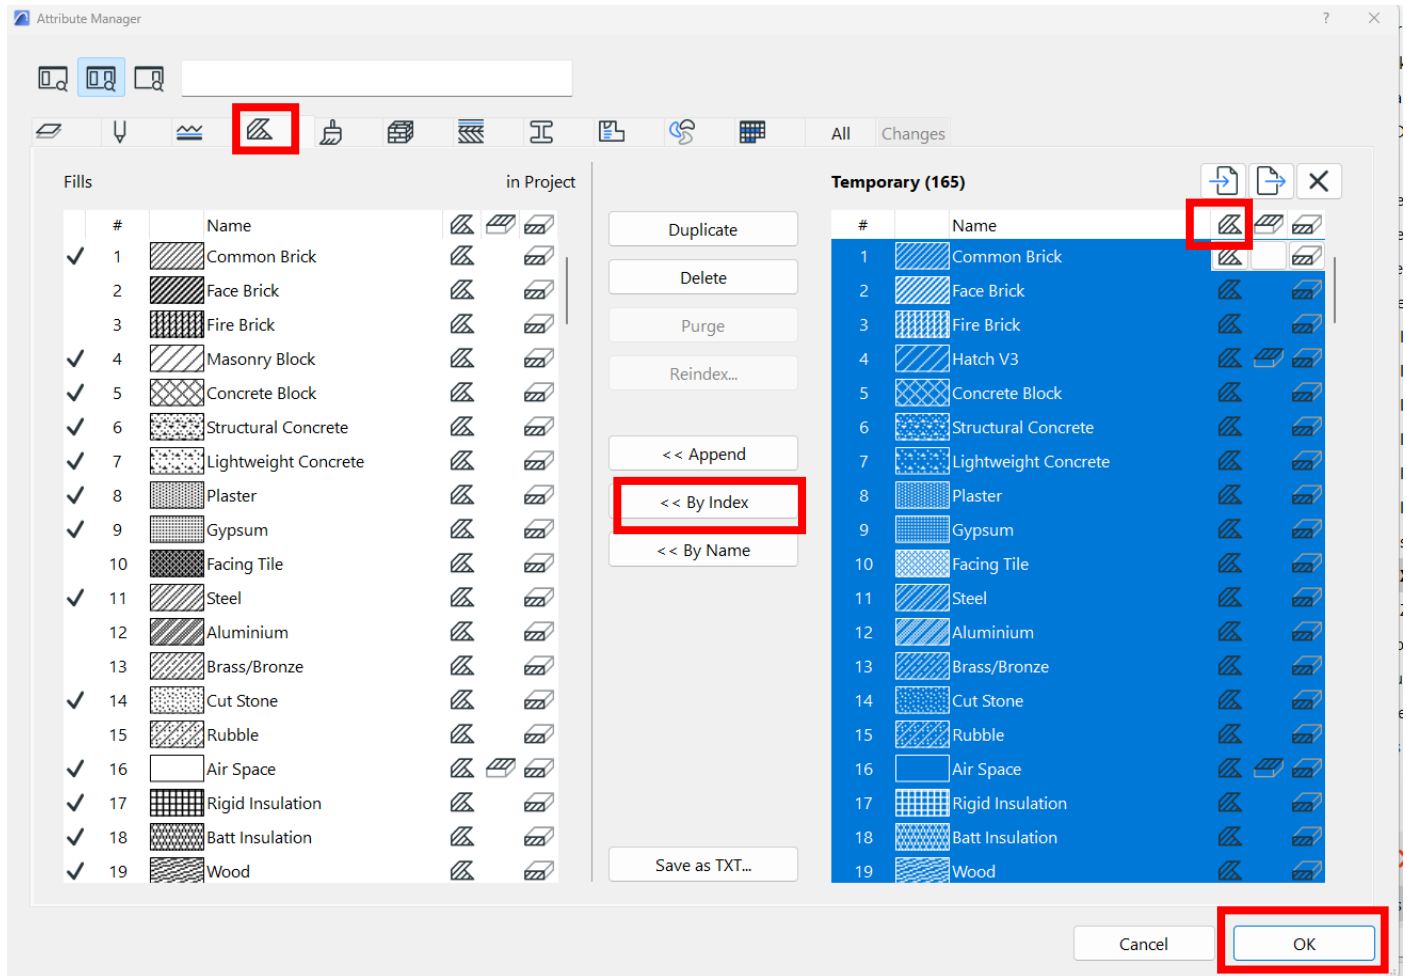 Attribute Manager
?
All
Changes
Fills
in Project
Temporary (165)
# Name
1 Common Brick
2 Face Brick
3 Fire Brick
4 Masonry Block
5 Concrete Block
6 Structural Concrete
7 Lightweight Concrete
8 Plaster
9 Gypsum
10 Facing Tile
11 Steel
12 Aluminium
13 Brass/Bronze
14 Cut Stone
15 Rubble
16 Air Space
17 Rigid Insulation
18 Batt Insulation
19 Wood
Duplicate
Delete
Purge
Reindex...
<< Append
<< By Index
<< By Name
Save as TXT...
# Name
1 Common Brick
2 Face Brick
3 Fire Brick
4 Hatch V3
5 Concrete Block
6 Structural Concrete
7 Lightweight Concrete
8 Plaster
9 Gypsum
10 Facing Tile
11 Steel
12 Aluminium
13 Brass/Bronze
14 Cut Stone
15 Rubble
16 Air Space
17 Rigid Insulation
18 Batt Insulation
19 Wood
Cancel
OK